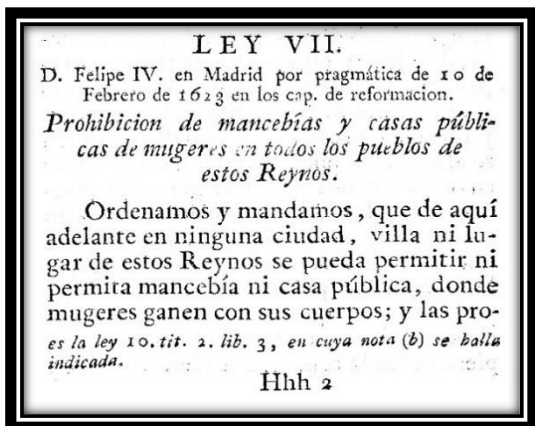 LEY VII.
D. Felipe IV. en Madrid por pragmática de 10 de
Febrero de 1623 en los cap. de reformacion.
Prohibicion de mancebías y casas públi-
cas de mugeres en todos los pueblos de
estos Reynos.
Ordenamos y mandamos, que de aquí
adelante en ninguna ciudad, villa ni lu-
gar de estos Reynos se pueda permitir ni
permita mancebía ni casa pública, donde
mugeres ganen con sus cuerpos; y las pro-
es la ley 10. tit. 2. lib. 3, en cuya nota (b) se halla
indicada.
Hhh 2